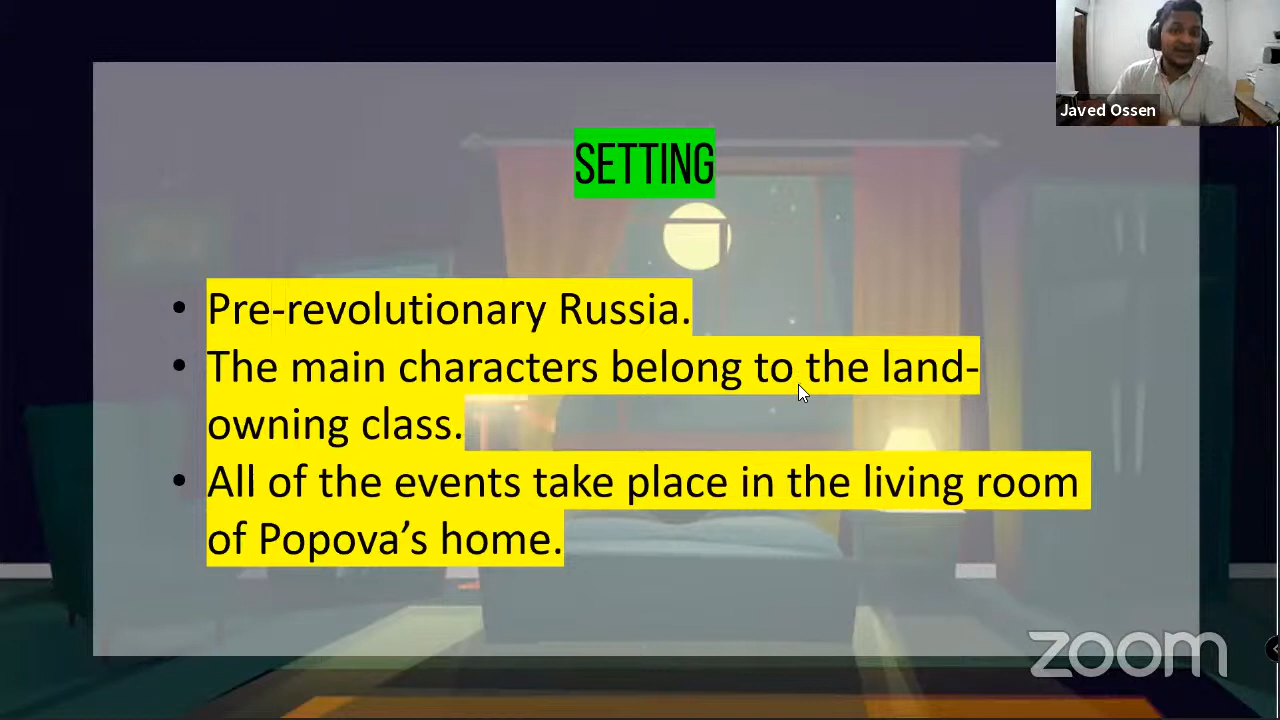 Javed Ossen
SETTING
• Pre-revolutionary Russia.
• The main characters belong to the land-
owning class.
• All of the events take place in the living room
of Popova’s home.
zoom